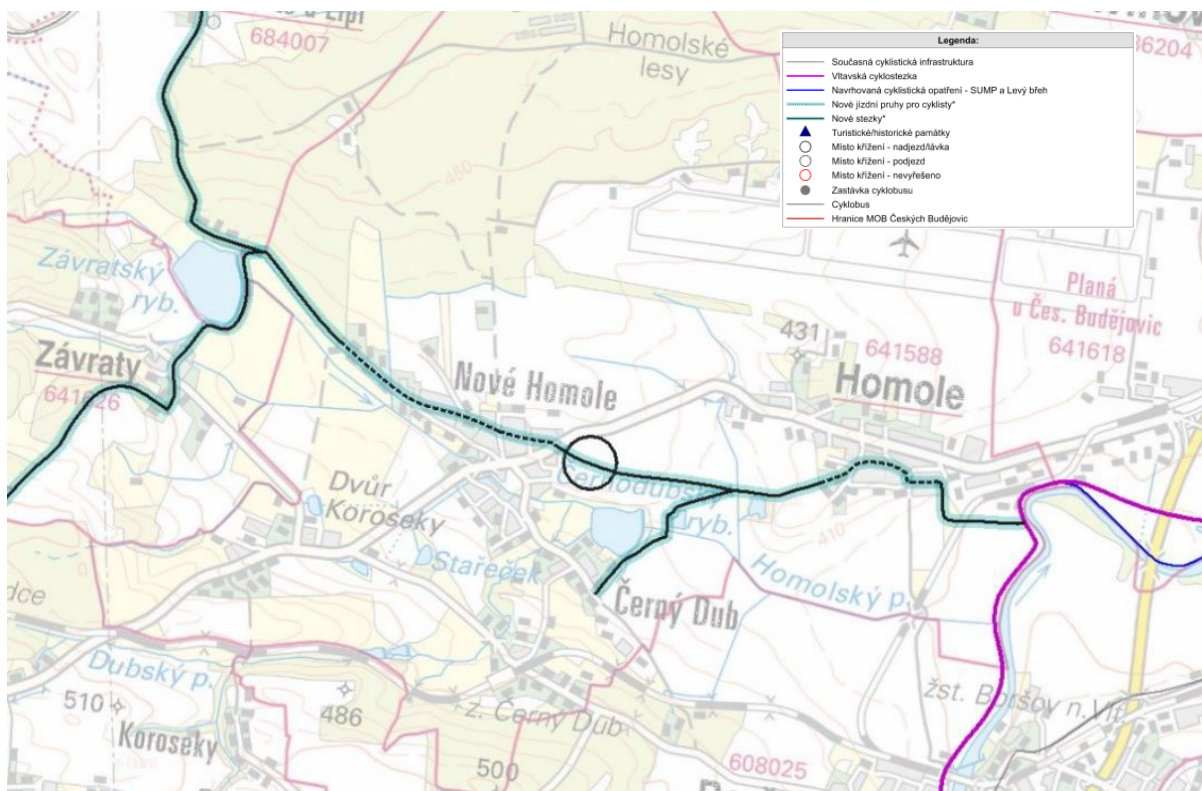 684007
Homolské
lesy
36204
Legenda:
Současná cyklistická infrastruktura
Vltavská cyklostezka
Navrhovaná cyklistická opatření - SUMP a Levý břeh
Nové jízdní pruhy pro cyklisty*
Nové stezky*
Turistické/historické památky
Místo křížení - nadjezd/lávka
Místo křížení - podjezd
Místo křížení - nevyřešeno
Zastávka cyklobusu
Cyklobus
Hranice MOB Českých Budějovic
460
Závratský
ryb.
Planá
u Čes. Budějovic
641618
431
641588
Závraty
Nové Homole
Homole
Dvůr
Korošeky
Černodubský
ryb.
410
Stařeček
Homolský p.
Černý Dub
Dubský p.
510
486
Koroseky
z. Černý Dub
žst. Boršov n. Vlt.
500
608025